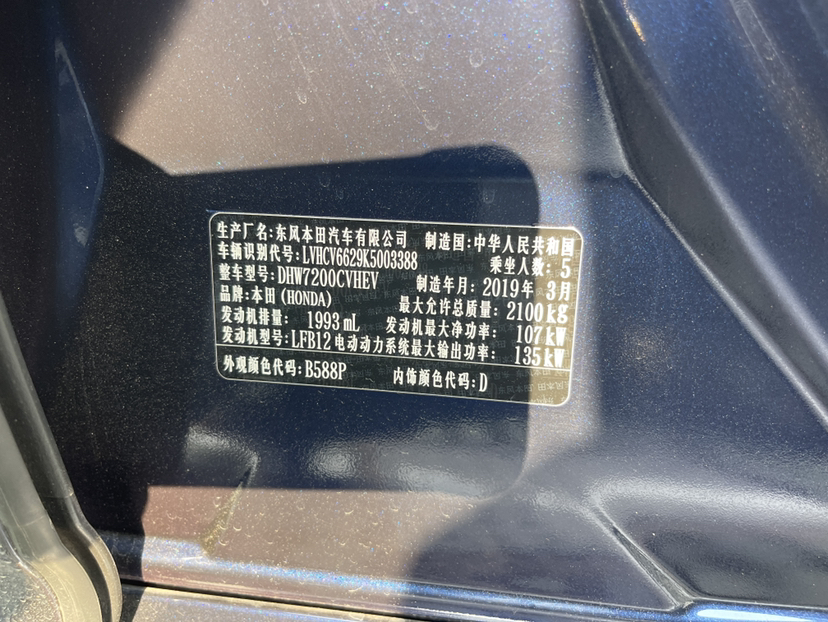 生产厂名:东风本田汽车有限公司 制造国:中华人民共和国
车辆识别代号:LVHCV6629K5003388 乘坐人数: 5
整车型号:DHW7200CVHEV 制造年月: 2019年 3月
品牌:本田(HONDA) 最大允许总质量: 2100kg
发动机排量: 1993mL 发动机最大净功率: 107kW
发动机型号:LFB12 电动动力系统最大输出功率: 135kW
外观颜色代码:B588P 内饰颜色代码:D